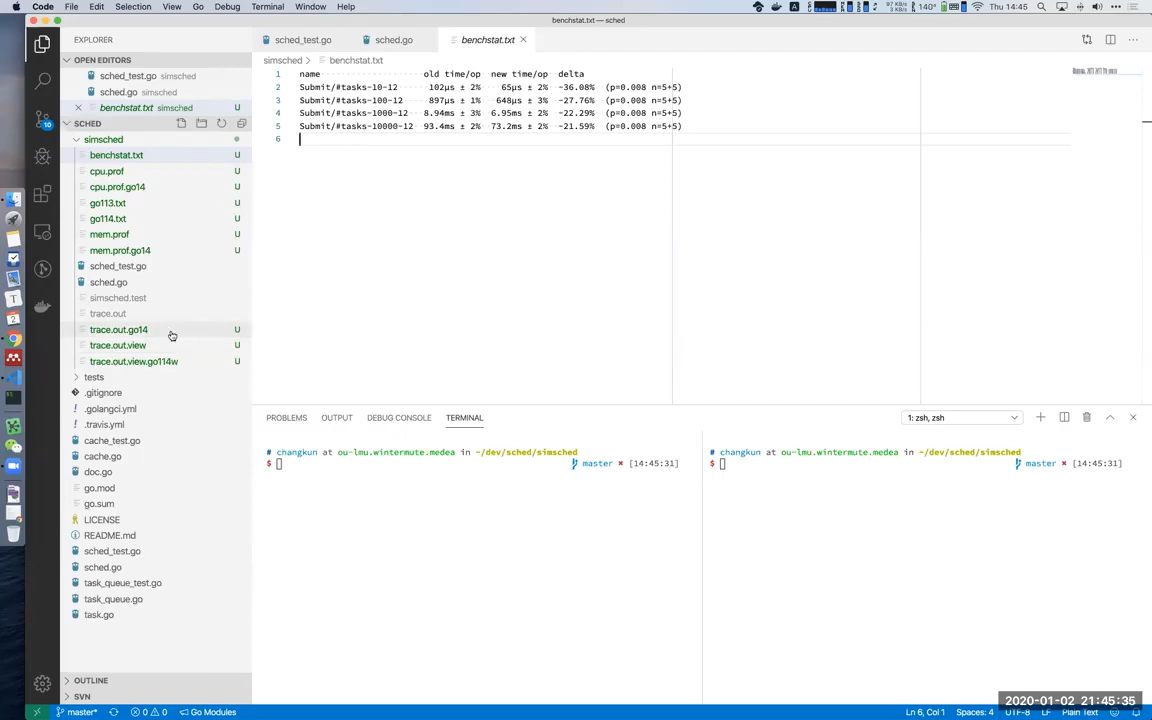 Code File Edit Selection View Go Debug Terminal Window Help
97 KB/s
3 KB/s
140°
Thu 14:45
benchstat.txt — sched
EXPLORER
OPEN EDITORS
sched_test.go simsched
sched.go simsched
benchstat.txt simsched U
SCHED
simsched
benchstat.txt U
cpu.prof U
cpu.prof.go14 U
go113.txt U
go114.txt U
mem.prof U
mem.prof.go14 U
sched_test.go
sched.go
simsched.test
trace.out
trace.out.go14 U
trace.out.view U
trace.out.view.go114w U
tests
.gitignore
.golangci.yml
.travis.yml
cache_test.go
cache.go
doc.go
go.mod
go.sum
LICENSE
README.md
sched_test.go
sched.go
task_queue_test.go
task_queue.go
task.go
OUTLINE
SVN
10
sched_test.go sched.go benchstat.txt
simsched > benchstat.txt
1 name old time/op new time/op delta
2 Submit/#tasks-10-12 102µs ± 2% 65µs ± 2% -36.08% (p=0.008 n=5+5)
3 Submit/#tasks-100-12 897µs ± 1% 648µs ± 3% -27.76% (p=0.008 n=5+5)
4 Submit/#tasks-1000-12 8.94ms ± 3% 6.95ms ± 2% -22.29% (p=0.008 n=5+5)
5 Submit/#tasks-10000-12 93.4ms ± 2% 73.2ms ± 2% -21.59% (p=0.008 n=5+5)
6
PROBLEMS OUTPUT DEBUG CONSOLE TERMINAL 1: zsh, zsh
# changkun at ou-lmu.wintermute.medea in ~/dev/sched/simsched
$ master ✖ [14:45:31]
# changkun at ou-lmu.wintermute.medea in ~/dev/sched/simsched
$ master ✖ [14:45:31]
2020-01-02 21:45:35
master* 0 0 Go Modules Ln 6, Col 1 Spaces: 4 UTF-8 LF Plain Text